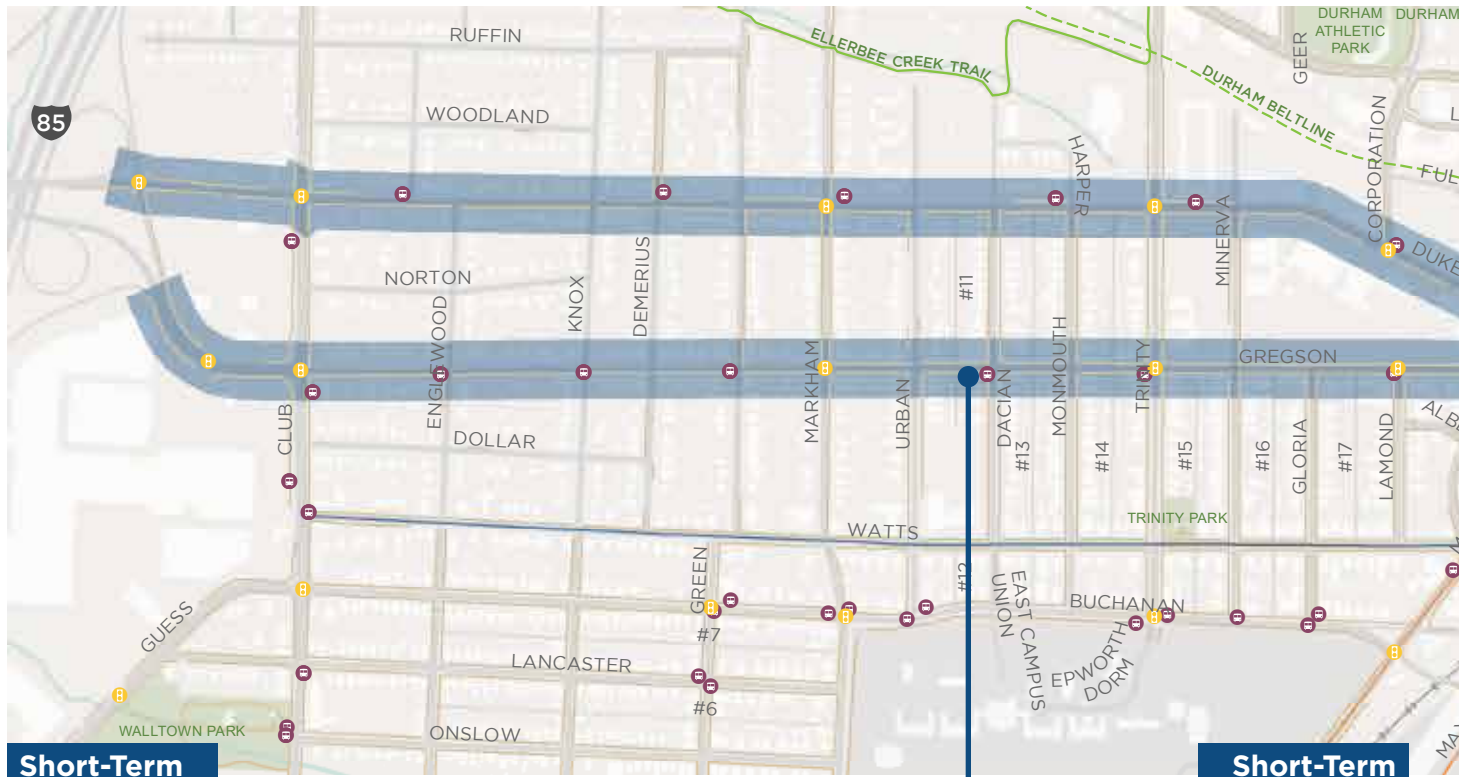 DURHAM
ATHLETIC
PARK
DURHAM
RUFFIN
ELLERBEE CREEK TRAIL
GEER
DURHAM BELTLINE
85
WOODLAND
CORPORATION
HARPER
FUL
MINERVA
DUKE
DEMERIUS
NORTON
#11
KNOX
ENGLEWOOD
MARKHAM
MONMOUTH
TRINITY
GREGSON
URBAN
DACIAN
CLUB
DOLLAR
#13
#14
#15
#16
GLORIA
#17
LAMOND
ALBE
WATTS
TRINITY PARK
GREEN
#12
EAST CAMPUS
UNION
BUCHANAN
GUESS
#7
LANCASTER
EPWORTH
DORM
#6
WALLTOWN PARK
ONSLOW
MA
Short-Term
Short-Term